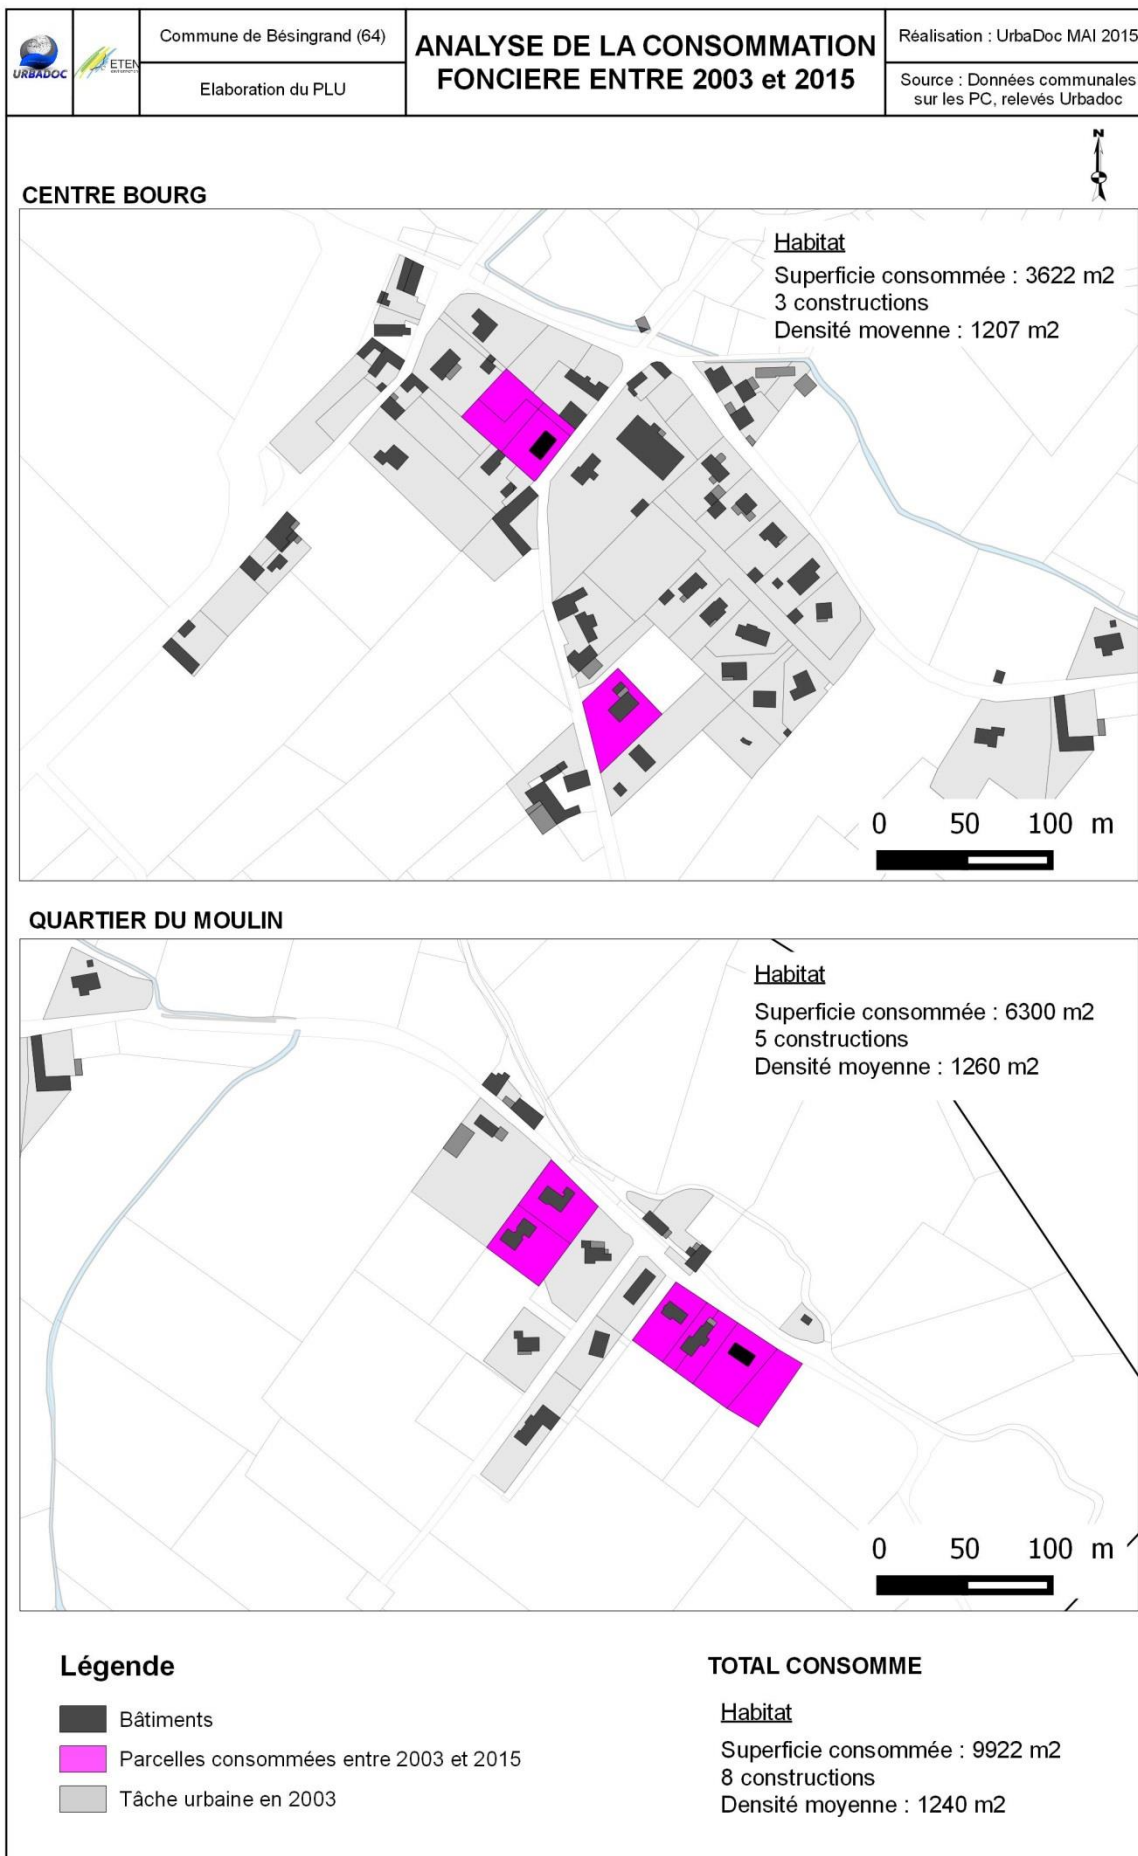 URBADOC
ETEN
Commune de Bésingrand (64)
Elaboration du PLU
ANALYSE DE LA CONSOMMATION
FONCIERE ENTRE 2003 et 2015
Réalisation : UrbaDoc MAI 2015
Source : Données communales
sur les PC, relevés Urbadoc
N
CENTRE BOURG
Habitat
Superficie consommée : 3622 m2
3 constructions
Densité movenne : 1207 m2
0 50 100 m
QUARTIER DU MOULIN
Habitat
Superficie consommée : 6300 m2
5 constructions
Densité moyenne : 1260 m2
0 50 100 m
Légende
Bâtiments
Parcelles consommées entre 2003 et 2015
Tâche urbaine en 2003
TOTAL CONSOMME
Habitat
Superficie consommée : 9922 m2
8 constructions
Densité moyenne : 1240 m2